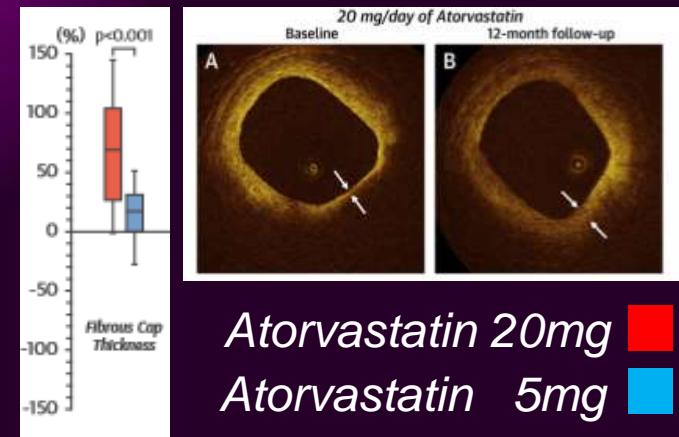 (%) p<0.001
150
100
50
0
-50
-100
-150
Fibrous Cap
Thickness
20 mg/day of Atorvastatin
Baseline
12-month follow-up
A
B
Atorvastatin 20mg
Atorvastatin 5mg